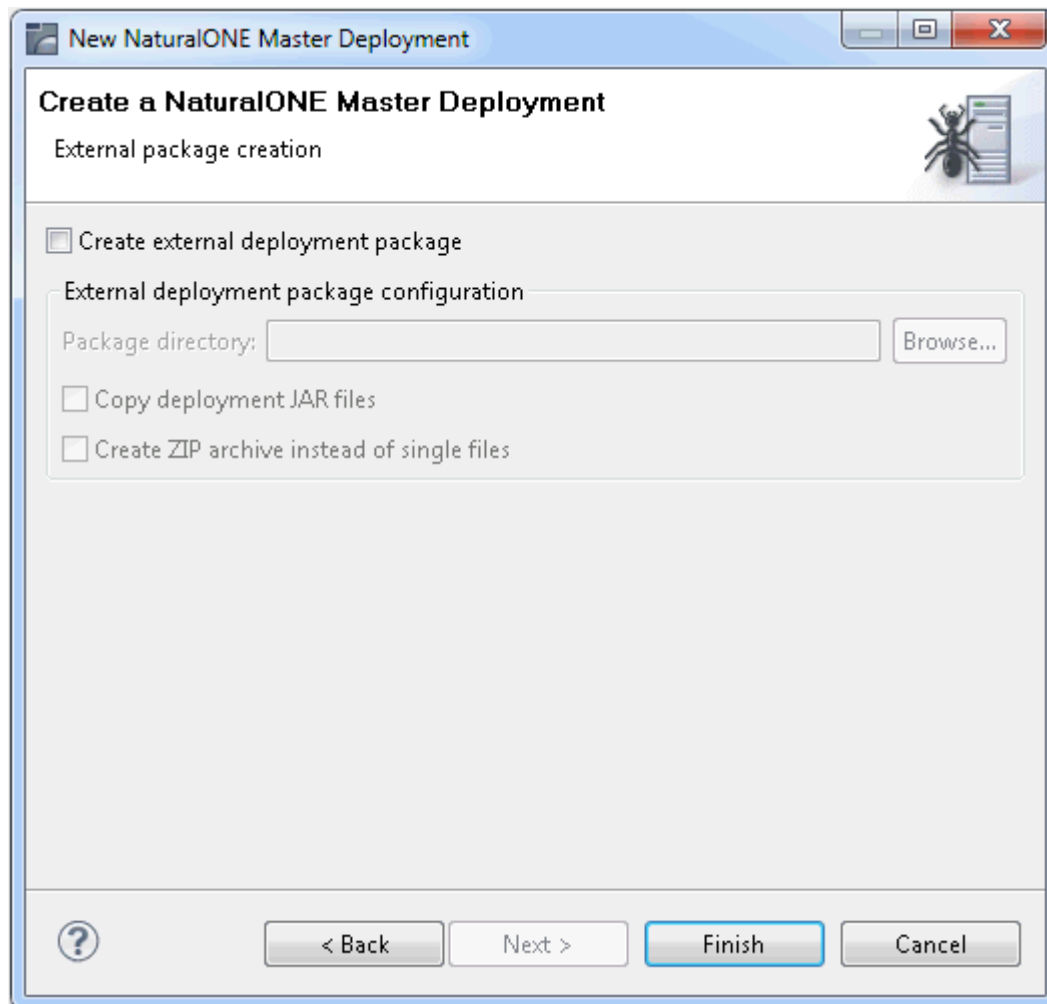 New NaturalONE Master Deployment
Create a NaturalONE Master Deployment
External package creation
Create external deployment package
External deployment package configuration
Package directory: Browse...
Copy deployment JAR files
Create ZIP archive instead of single files
? < Back Next > Finish Cancel